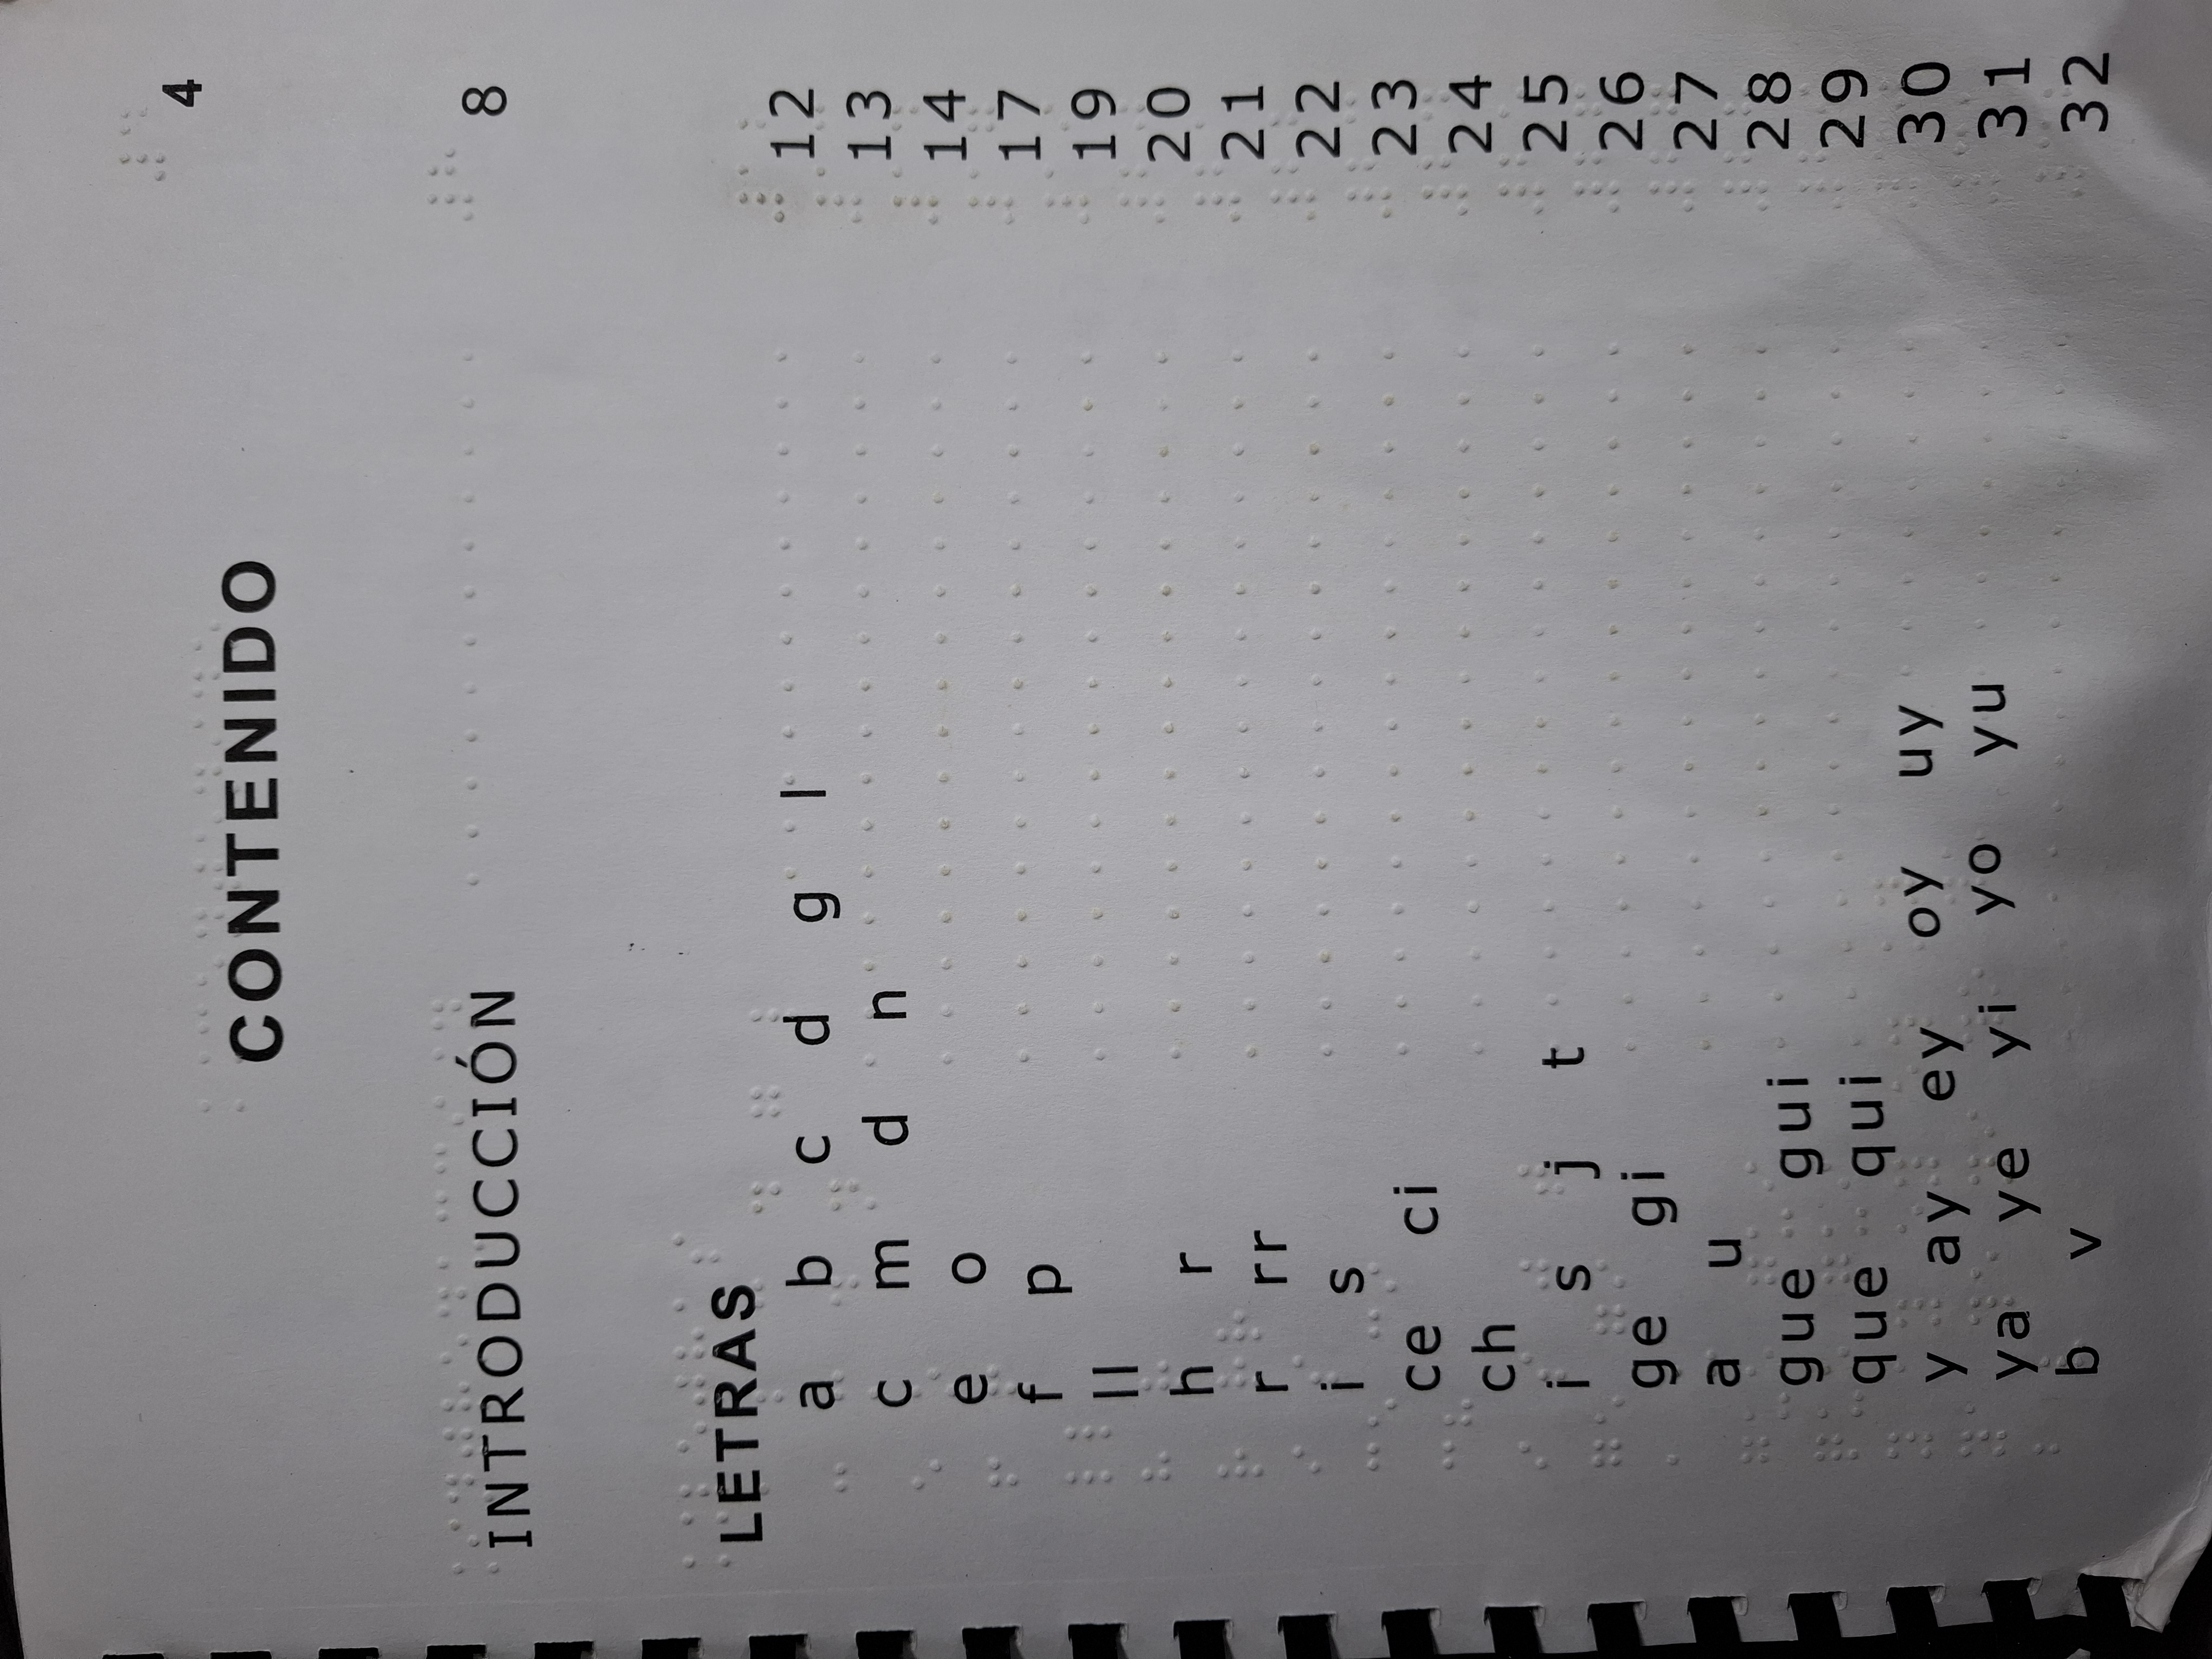 4
CONTENIDO
INTRODUCCIÓN 8
LETRAS
a b c d g l 12
c m d n 13
e o 14
f p 17
ll 19
h r 20
r rr 21
i s 22
ce ci 23
ch 24
i s j t 25
ge gi 26
a u 27
gue gui 28
que qui 29
y ay ey oy uy 30
ya ye yi yo yu 31
b v 32